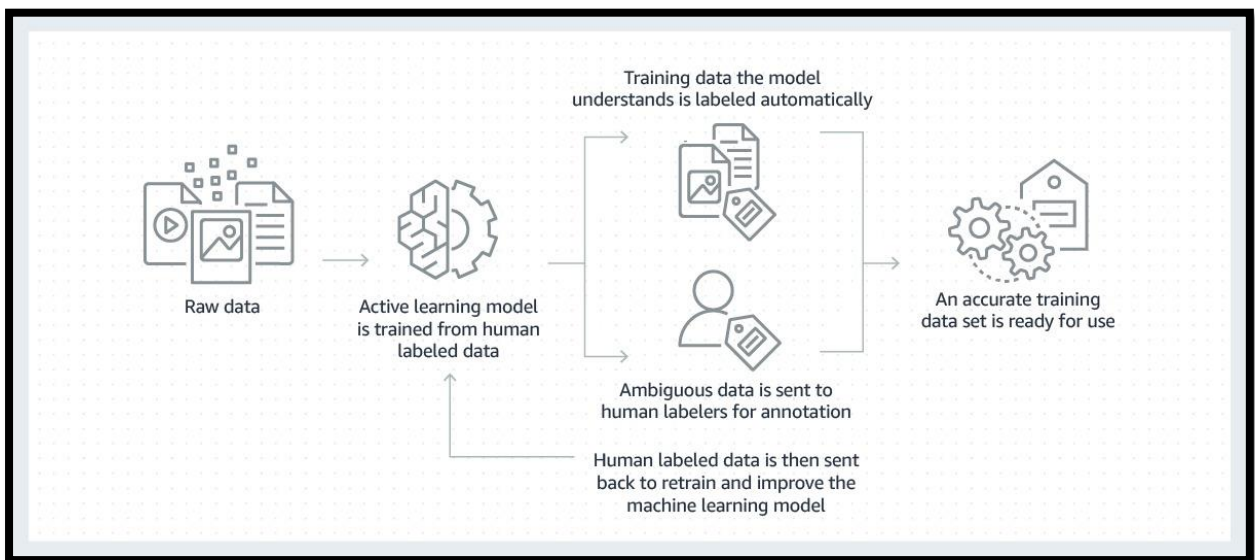 Training data the model
understands is labeled automatically
Raw data
Active learning model
is trained from human
labeled data
An accurate training
data set is ready for use
Ambiguous data is sent to
human labelers for annotation
Human labeled data is then sent
back to retrain and improve the
machine learning model